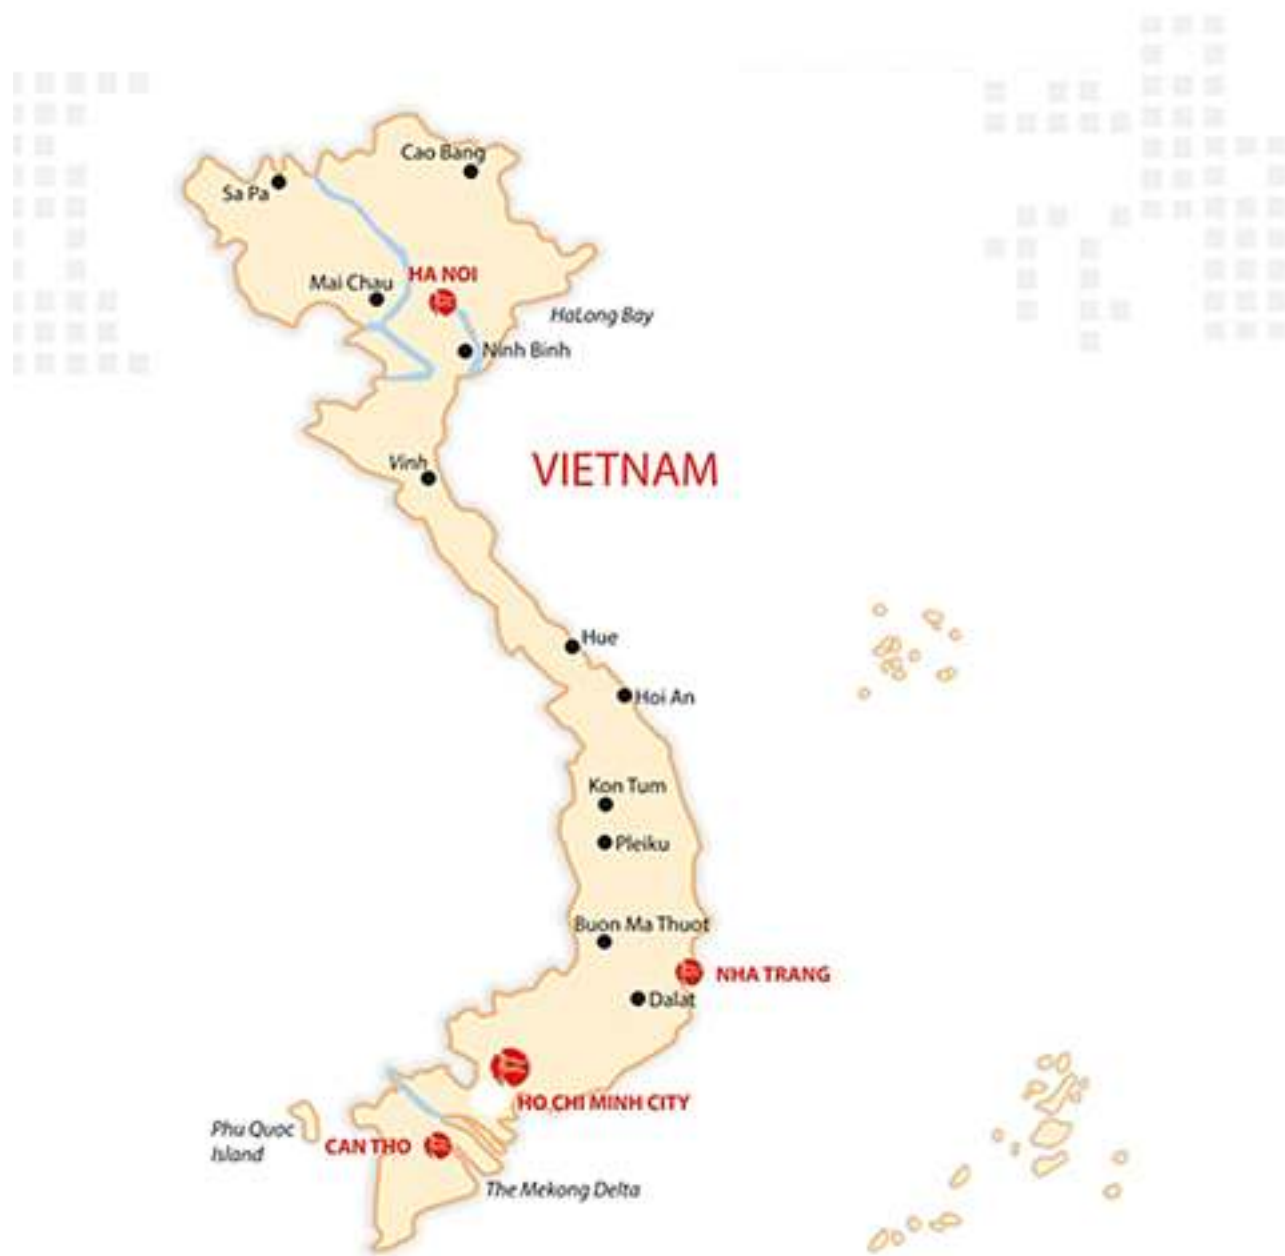 Cao Bang
Sa Pa
HA NOI
Mai Chau
HaLong Bay
Ninh Binh
VIETNAM
Vinh
Hue
Hoi An
Kon Tum
Pleiku
Buon Ma Thuot
NHA TRANG
Dalat
HO CHI MINH CITY
Phu Quoc
Island
CAN THO
The Mekong Delta